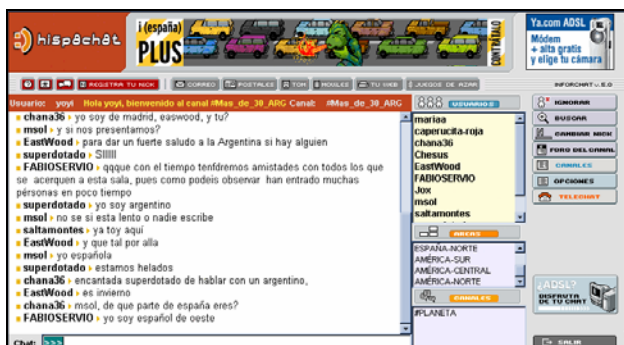 hispachat
i (españa)
PLUS
CONTRÁTALO
Ya.com ADSL
Módem
+ alta gratis
y elige tu cámara
REGISTRA TU NICK
CORREO
POSTALES
TOM
MOVILES
TU WEB
JUEGOS DE AZAR
INFORCHAT v. 5.0
Usuario: yoyi Hola yoyi, bienvenido al canal #Mas_de_30_ARG Canal: #Mas_de_30_ARG
chana36 yo soy de madrid, easwood, y tu?
msol y si nos presentamos?
EastWood para dar un fuerte saludo a la Argentina si hay alguien
superdotado SIIIII
FABIOSERVIO qqque con el tiempo tenfdremos amistades con todos los que
se acerquen a esta sala, pues como podeis observar han entrado muchas
pérsonas en poco tiempo
superdotado yo soy argentino
msol no se si esta lento o nadie escribe
saltamontes ya toy aquí
EastWood y que tal por alla
msol yo española
superdotado estamos helados
chana36 encantada superdotado de hablar con un argentino,
EastWood es invierno
chana36 msol, de que parte de españa eres?
FABIOSERVIO yo soy español de oeste
Chat: >>>
USUARIOS
mariaa
caperucita-roja
chana36
Chesus
EastWood
FABIOSERVIO
Jox
msol
saltamontes
AREAS
ESPAÑA-NORTE
AMÉRICA-SUR
AMÉRICA-CENTRAL
AMÉRICA-NORTE
CANALES
#PLANETA
IGNORAR
BUSCAR
CAMBIAR NICK
FORO DEL CANAL
CANALES
OPCIONES
TELECHAT
¿ADSL?
DISFRUTA
DE TU CHAT
SALIR